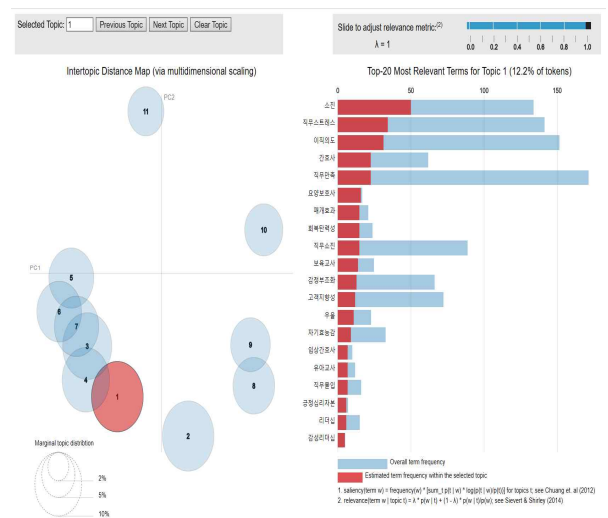 Selected Topic: 1 Previous Topic Next Topic Clear Topic
Slide to adjust relevance metric:(2)
λ = 1
0.0 0.2 0.4 0.6 0.8 1.0
Intertopic Distance Map (via multidimensional scaling)
PC2
PC1
11
10
5
6
7
3
9
4
8
1
2
Marginal topic distribtion
2%
5%
10%
Top-20 Most Relevant Terms for Topic 1 (12.2% of tokens)
0 50 100 150
소진
직무스트레스
이직의도
간호사
직무만족
요양보호사
매개효과
회복탄력성
직무소진
보육교사
감정부조화
고객지향성
우울
자기효능감
임상간호사
유아교사
직무몰입
긍정심리자본
리더십
감성리더십
Overall term frequency
Estimated term frequency within the selected topic
1. saliency(term w) = frequency(w) * [sum_t p(t | w) * log(p(t | w)/p(t))] for topics t; see Chuang et. al (2012)
2. relevance(term w | topic t) = λ * p(w | t) + (1 - λ) * p(w | t)/p(w); see Sievert & Shirley (2014)